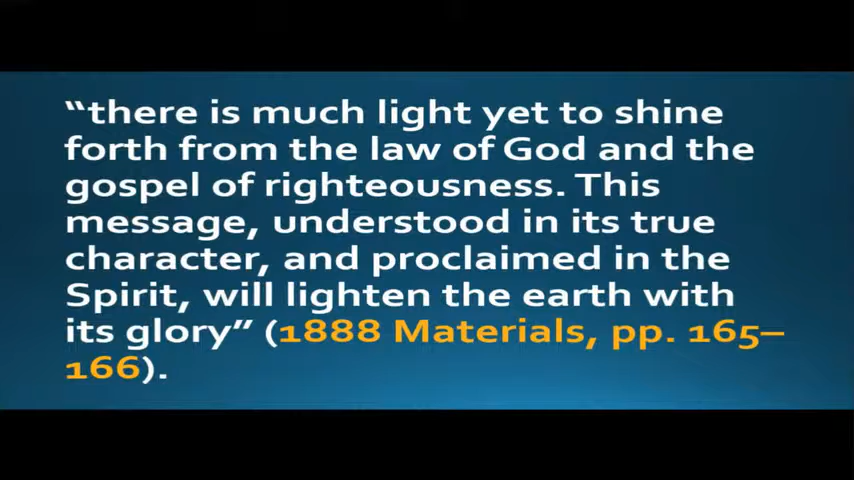 “there is much light yet to shine
forth from the law of God and the
gospel of righteousness. This
message, understood in its true
character, and proclaimed in the
Spirit, will lighten the earth with
its glory” (1888 Materials, pp. 165–
166).